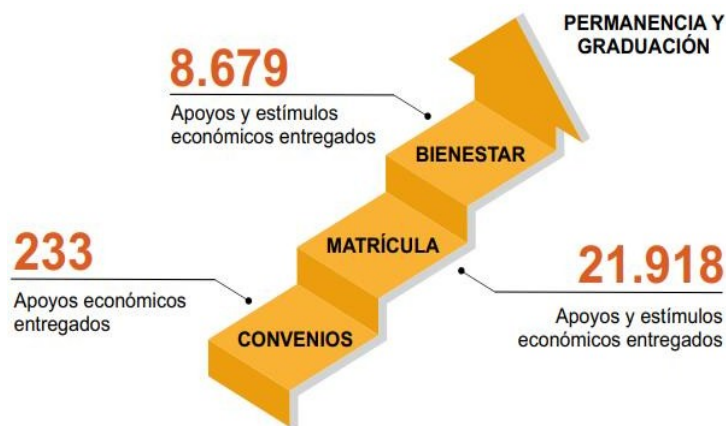 PERMANENCIA Y
GRADUACIÓN
8.679
Apoyos y estímulos
económicos entregados
BIENESTAR
MATRÍCULA
233
Apoyos económicos
entregados
21.918
Apoyos y estímulos
económicos entregados
CONVENIOS